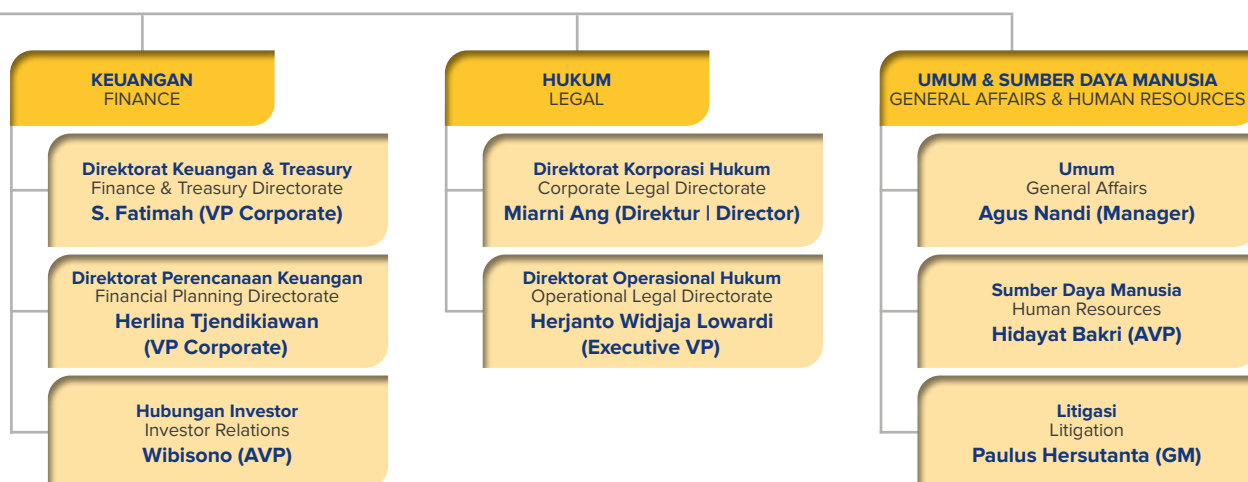 KEUANGAN
FINANCE
Direktorat Keuangan & Treasury
Finance & Treasury Directorate
S. Fatimah (VP Corporate)
Direktorat Perencanaan Keuangan
Financial Planning Directorate
Herlina Tjendikiawan
(VP Corporate)
Hubungan Investor
Investor Relations
Wibisono (AVP)
HUKUM
LEGAL
Direktorat Korporasi Hukum
Corporate Legal Directorate
Miarni Ang (Direktur | Director)
Direktorat Operasional Hukum
Operational Legal Directorate
Herjanto Widjaja Lowardi
(Executive VP)
UMUM & SUMBER DAYA MANUSIA
GENERAL AFFAIRS & HUMAN RESOURCES
Umum
General Affairs
Agus Nandi (Manager)
Sumber Daya Manusia
Human Resources
Hidayat Bakri (AVP)
Litigasi
Litigation
Paulus Hersutanta (GM)